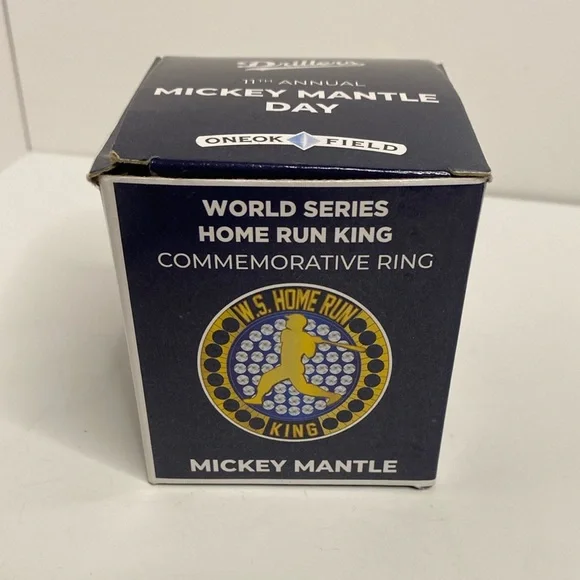 Drillers
11TH ANNUAL
MICKEY MANTLE
DAY
ONEOK FIELD
WORLD SERIES
HOME RUN KING
COMMEMORATIVE RING
W.S. HOME RUN
KING
MICKEY MANTLE